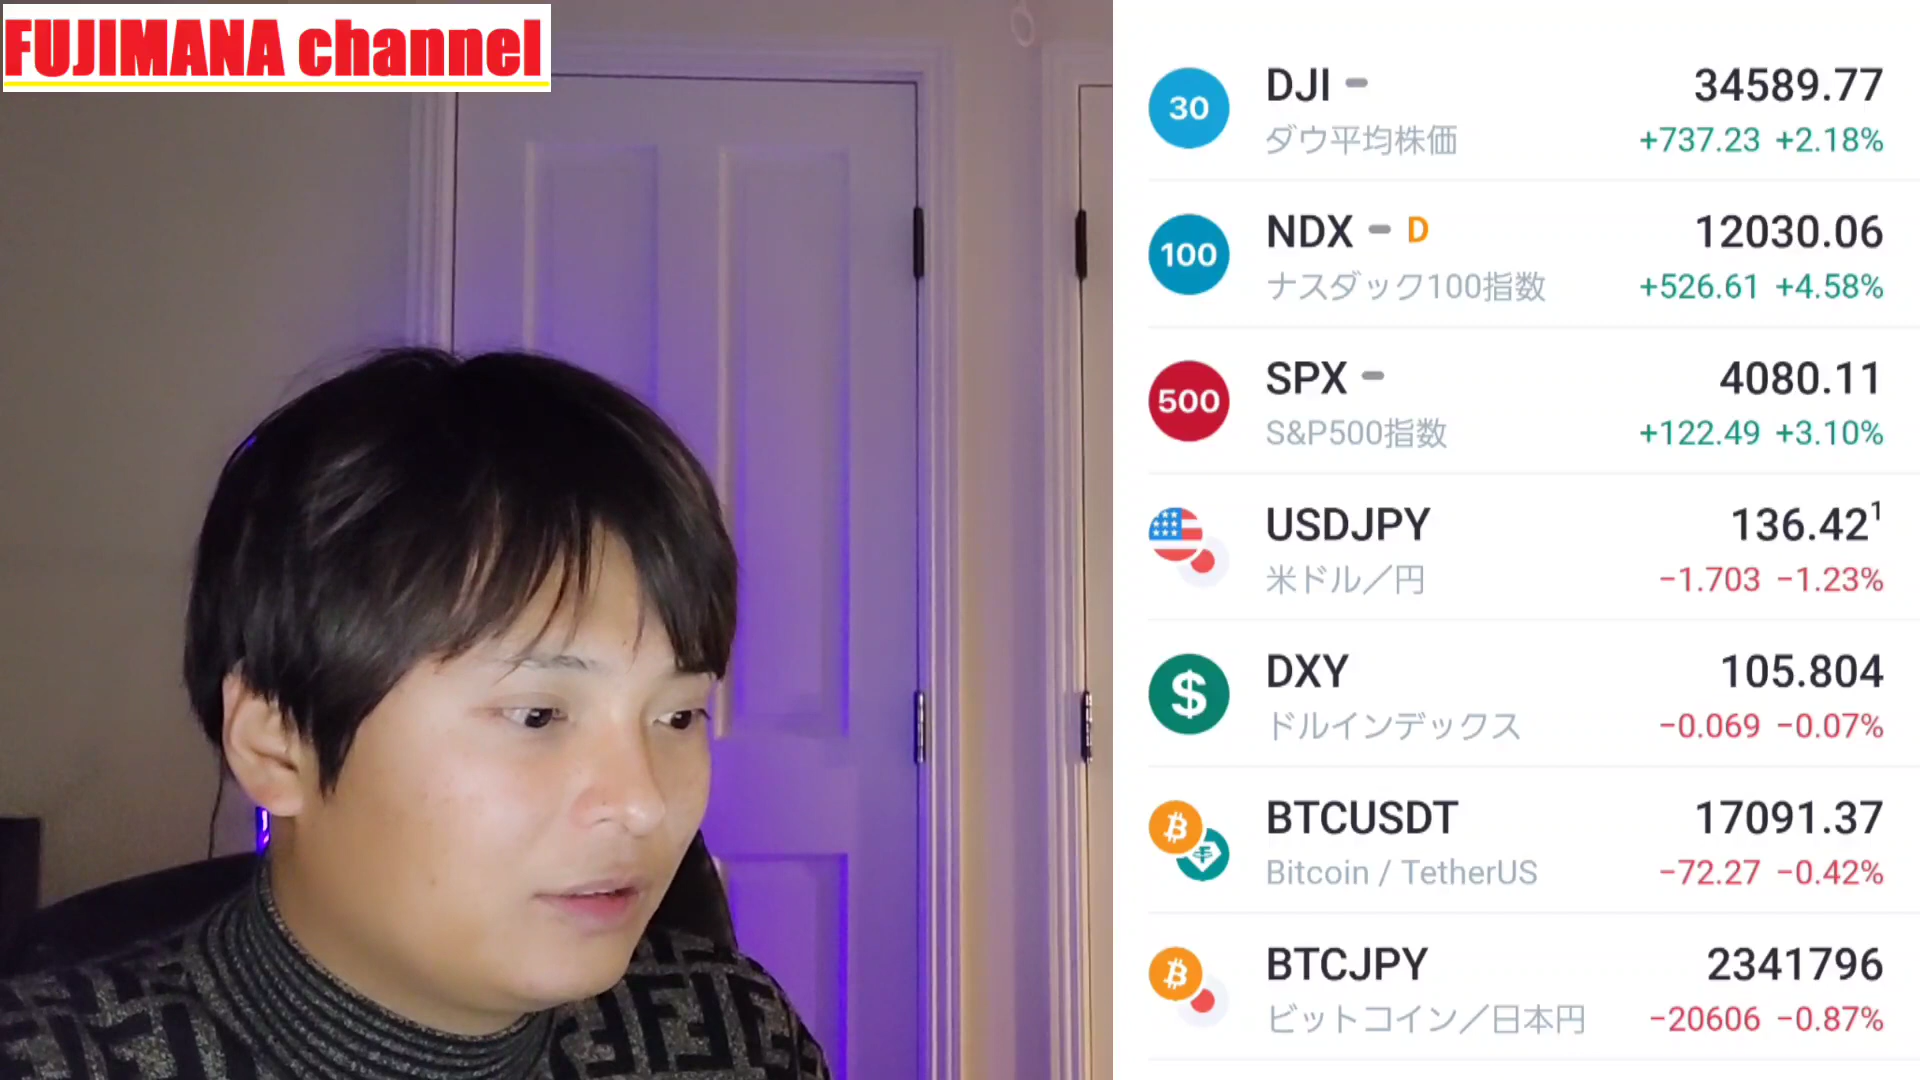 FUJIMANA channel
30
DJI
34589.77
ダウ平均株価
+737.23 +2.18%
100
NDX D
12030.06
ナスダック100指数
+526.61 +4.58%
500
SPX
4080.11
S&P500指数
+122.49 +3.10%
USDJPY
136.42¹
米ドル／円
−1.703 −1.23%
$
DXY
105.804
ドルインデックス
−0.069 −0.07%
BTCUSDT
17091.37
Bitcoin / TetherUS
−72.27 −0.42%
BTCJPY
2341796
ビットコイン／日本円
−20606 −0.87%